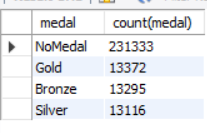 medal count(medal)
NoMedal 231333
Gold 13372
Bronze 13295
Silver 13116